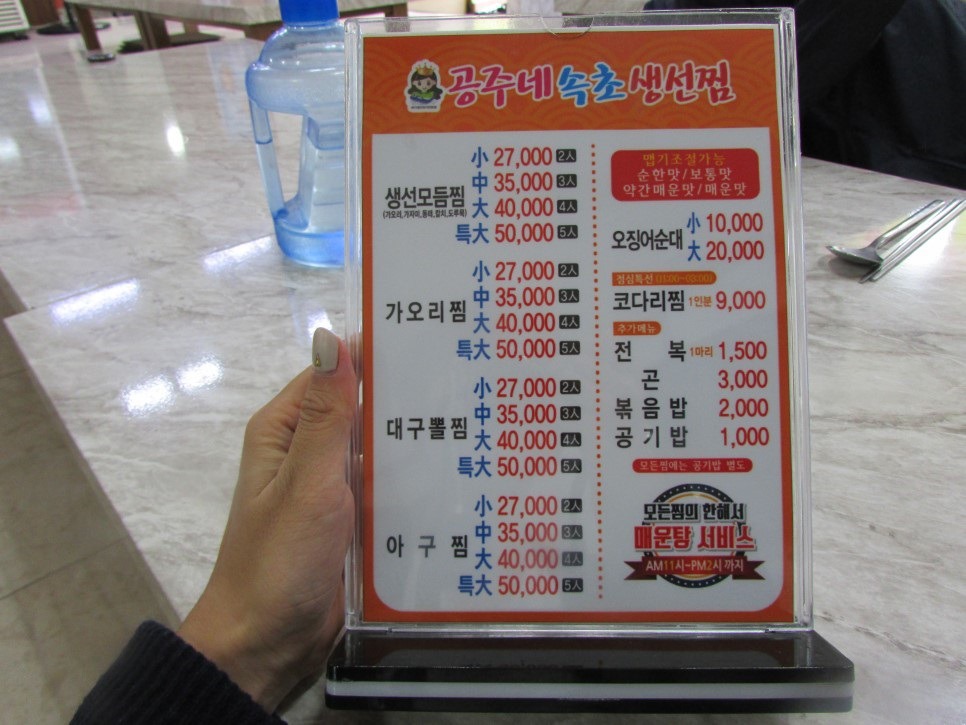 공주네 속초 생선찜
小 27,000 2人
中 35,000 3人
생선모듬찜
(가오리,가자미,동태,갈치,도루묵)
大 40,000 4人
특大 50,000 5人
小 27,000 2人
中 35,000 3人
가오리찜
大 40,000 4人
특大 50,000 5人
小 27,000 2人
中 35,000 3人
대구뽈찜
大 40,000 4人
특大 50,000 5人
小 27,000 2人
中 35,000 3人
아구찜
大 40,000 4人
특大 50,000 5人
맵기조절가능
순한맛/보통맛
약간매운맛/매운맛
오징어순대
小 10,000
大 20,000
점심특선
코다리찜 1인분 9,000
추가메뉴
전 복 1마리 1,500
곤 3,000
볶음밥 2,000
공기밥 1,000
모든찜에는 공기밥 별도
모든찜의 한해서
매운탕 서비스
AM11시~PM2시 까지